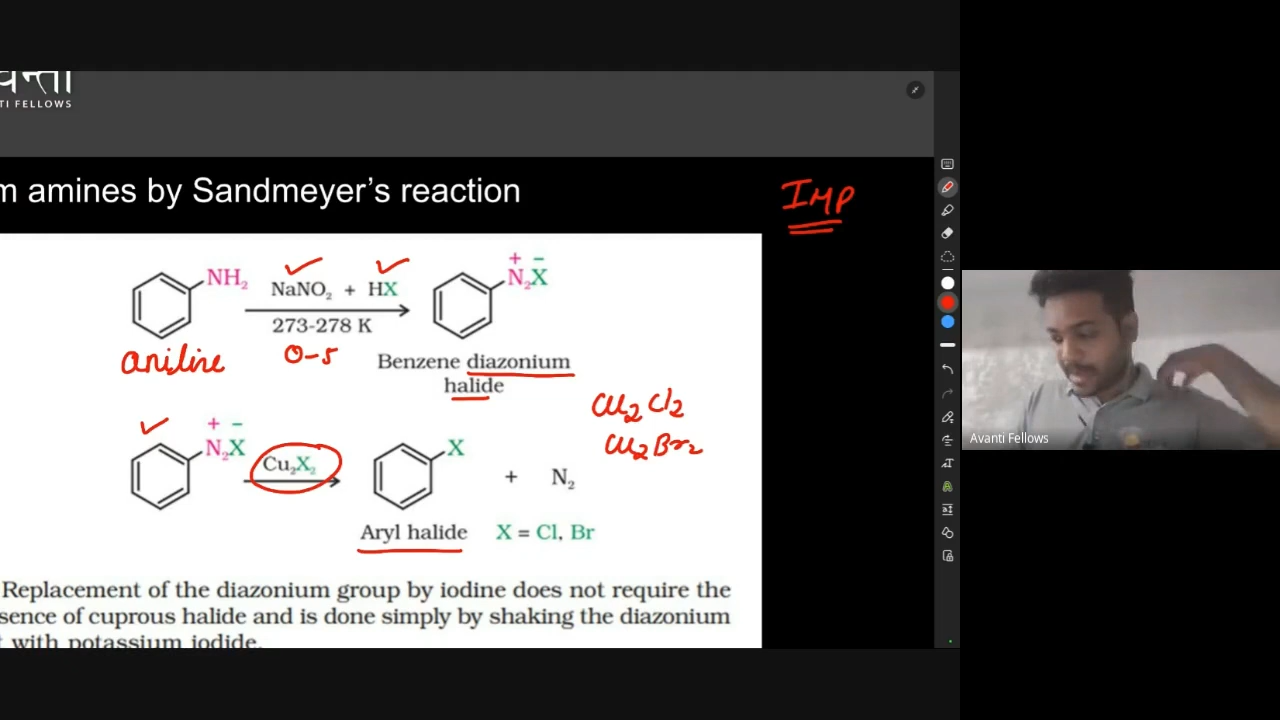 वन्ती
TI FELLOWS
m amines by Sandmeyer's reaction
IMP
NH₂
NaNO₂ + HX
273-278 K
0-5
aniline
+ −
N₂X
Benzene diazonium
halide
Cu₂Cl₂
Cu₂Br₂
+ −
N₂X
Cu₂X₂
X
+ N₂
Aryl halide X = Cl, Br
Replacement of the diazonium group by iodine does not require the
sence of cuprous halide and is done simply by shaking the diazonium
t with potassium iodide.
Avanti Fellows